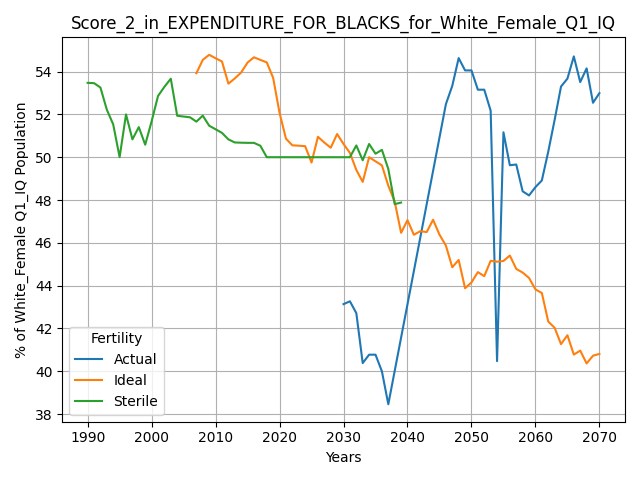 Score_2_in_EXPENDITURE_FOR_BLACKS_for_White_Female_Q1_IQ
% of White_Female Q1_IQ Population
54
52
50
48
46
44
42
40
38
Fertility
Actual
Ideal
Sterile
1990 2000 2010 2020 2030 2040 2050 2060 2070
Years